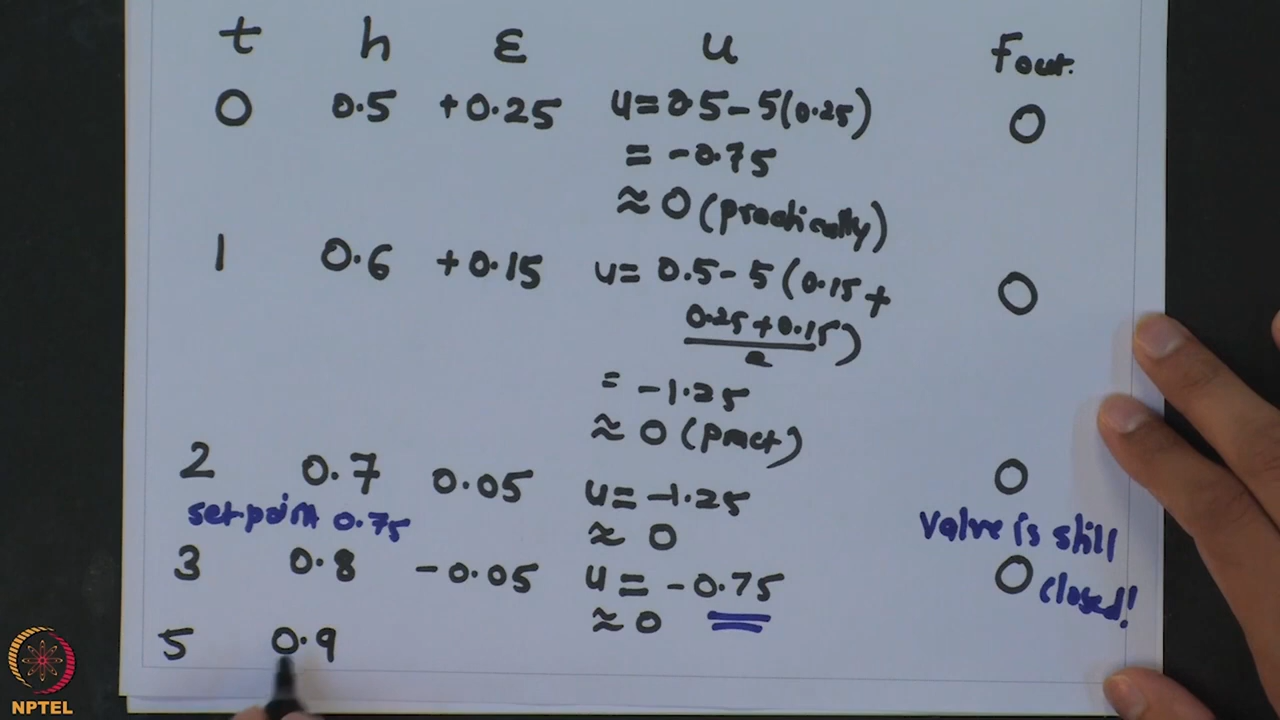 t h ε u Fout.
0 0.5 +0.25 u=0.5-5(0.25) 0
= -0.75
≈ 0 (practically)
1 0.6 +0.15 u= 0.5-5(0.15+ 0
0.25+0.15)
2
= -1.25
≈ 0 (pract)
2 0.7 0.05 u=-1.25 0
setpoint 0.75 ≈ 0 Valve is still
3 0.8 -0.05 u= -0.75 0 closed!
≈ 0
5 0.9
NPTEL